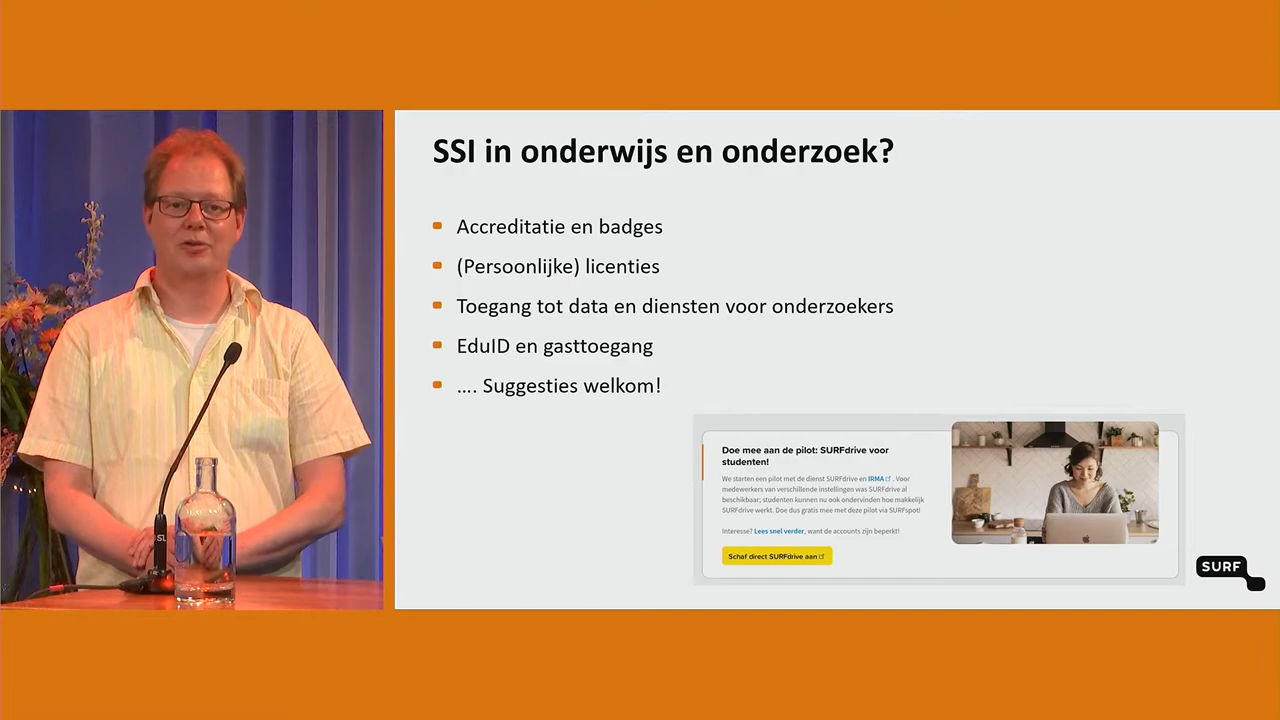 SSI in onderwijs en onderzoek?
Accreditatie en badges
(Persoonlijke) licenties
Toegang tot data en diensten voor onderzoekers
EduID en gasttoegang
…. Suggesties welkom!
Doe mee aan de pilot: SURFdrive voor
studenten!
We starten een pilot met de dienst SURFdrive en IRMA . Voor
medewerkers van verschillende instellingen was SURFdrive al
beschikbaar; studenten kunnen nu ook ondervinden hoe makkelijk
SURFdrive werkt. Doe dus gratis mee met deze pilot via SURFspot!
Interesse? Lees snel verder, want de accounts zijn beperkt!
Schaf direct SURFdrive aan
SURF